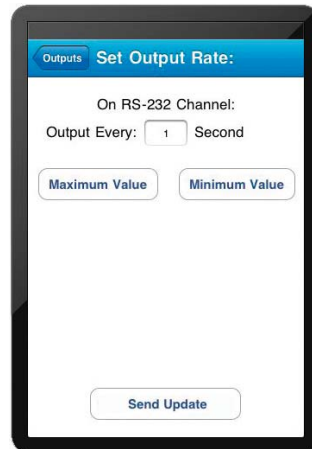 Outputs Set Output Rate:
On RS-232 Channel:
Output Every: 1 Second
Maximum Value Minimum Value
Send Update